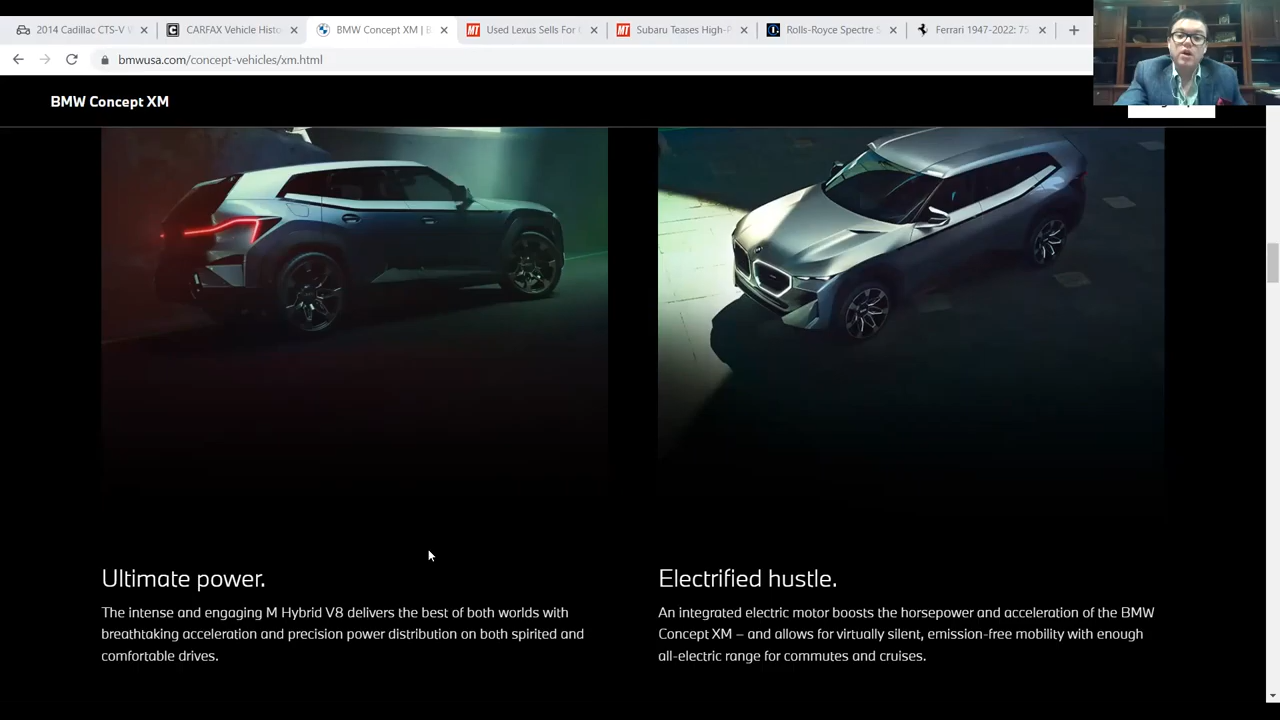 2014 Cadillac CTS-V W
CARFAX Vehicle Histo
BMW Concept XM | B
MT
Used Lexus Sells For
MT
Subaru Teases High-P
Rolls-Royce Spectre S
Ferrari 1947-2022: 75
bmwusa.com/concept-vehicles/xm.html
BMW Concept XM
Ultimate power.
The intense and engaging M Hybrid V8 delivers the best of both worlds with
breathtaking acceleration and precision power distribution on both spirited and
comfortable drives.
Electrified hustle.
An integrated electric motor boosts the horsepower and acceleration of the BMW
Concept XM – and allows for virtually silent, emission-free mobility with enough
all-electric range for commutes and cruises.